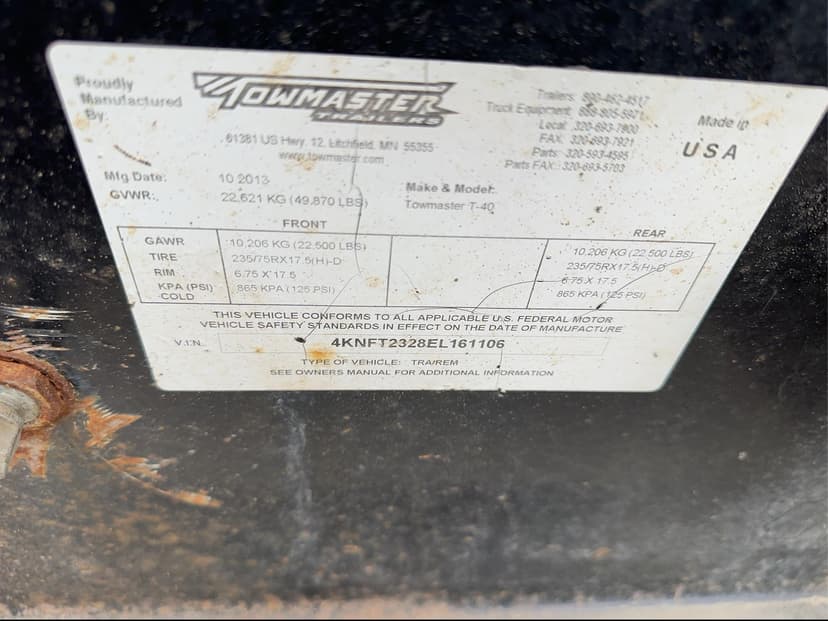 Proudly
Manufactured
By:
TOWMASTER
TRAILERS
61381 US Hwy. 12, Litchfield, MN 55355
www.towmaster.com
Trailers: 800-462-4517
Truck Equipment: 888-805-5971
Local: 320-693-7900
FAX: 320-693-7921
Parts: 320-593-4595
Parts FAX: 320-693-5703
Made in
USA
Mfg Date: 10 2013
GVWR: 22,621 KG (49,870 LBS)
Make & Model:
Towmaster T-40
FRONT REAR
GAWR 10,206 KG (22,500 LBS) 10,206 KG (22,500 LBS)
TIRE 235/75RX17.5(H)-D 235/75RX17.5(H)-D
RIM 6.75 X 17.5 6.75 X 17.5
KPA (PSI) 865 KPA (125 PSI) 865 KPA (125 PSI)
COLD
THIS VEHICLE CONFORMS TO ALL APPLICABLE U.S. FEDERAL MOTOR
VEHICLE SAFETY STANDARDS IN EFFECT ON THE DATE OF MANUFACTURE
V.I.N. 4KNFT2328EL161106
TYPE OF VEHICLE: TRA/REM
SEE OWNERS MANUAL FOR ADDITIONAL INFORMATION